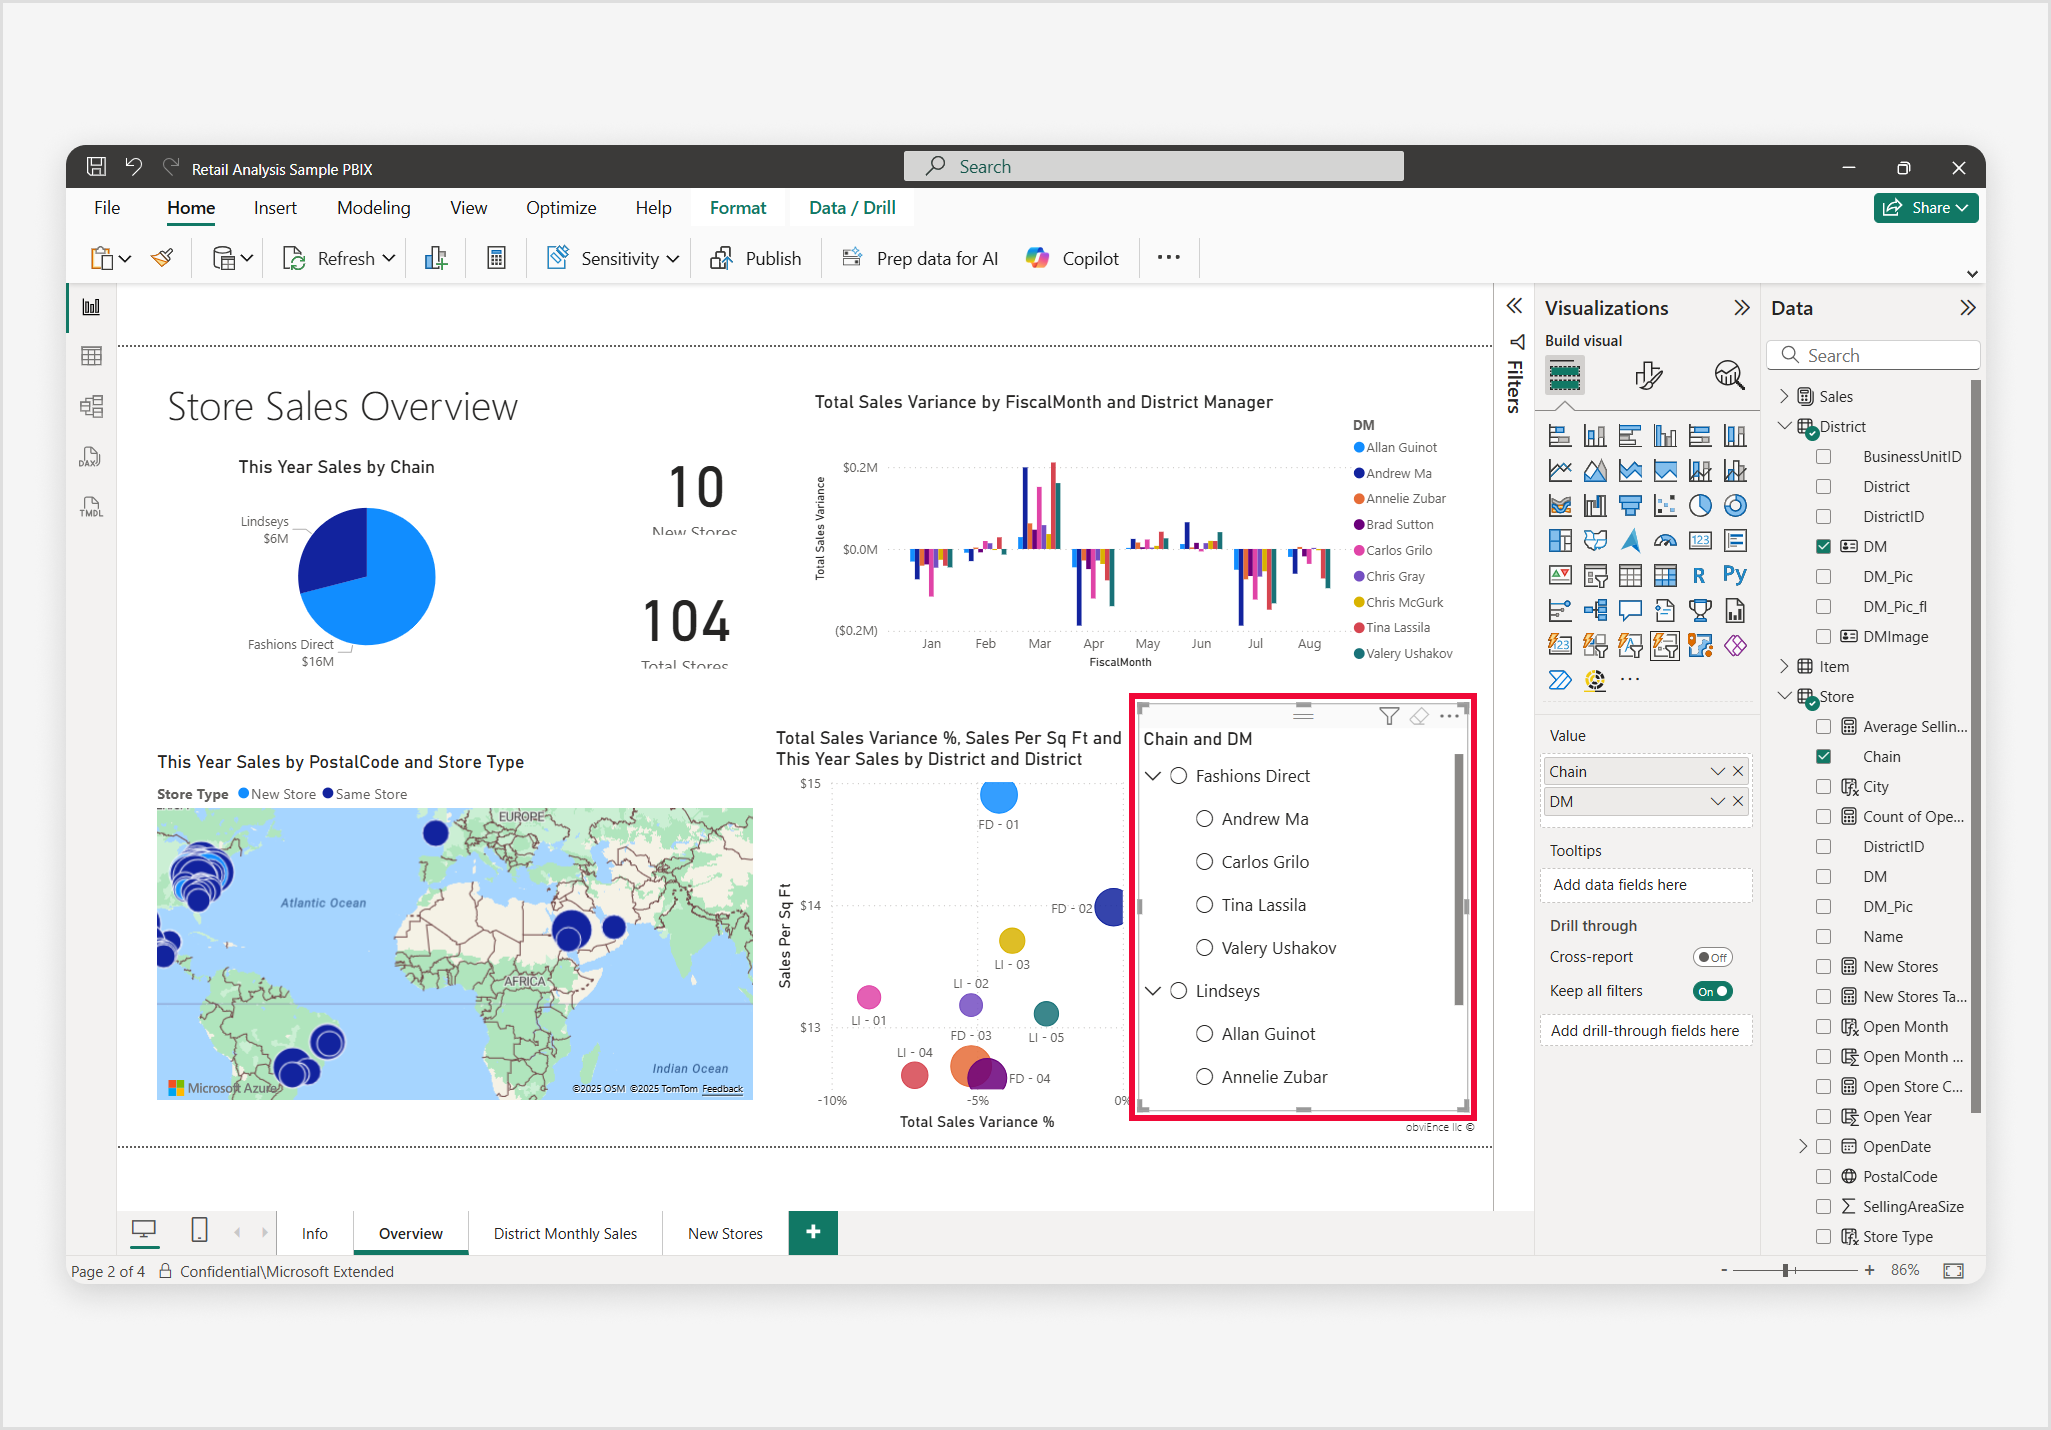 Retail Analysis Sample PBIX
Search
File
Home
Insert
Modeling
View
Optimize
Help
Format
Data / Drill
Share
Refresh
Sensitivity
Publish
Prep data for AI
Copilot
DAX
TMDL
Store Sales Overview
This Year Sales by Chain
Lindseys
$6M
Fashions Direct
$16M
10
New Stores
104
Total Stores
Total Sales Variance by FiscalMonth and District Manager
Total Sales Variance
$0.2M
$0.0M
($0.2M)
Jan
Feb
Mar
Apr
May
Jun
Jul
Aug
FiscalMonth
DM
Allan Guinot
Andrew Ma
Annelie Zubar
Brad Sutton
Carlos Grilo
Chris Gray
Chris McGurk
Tina Lassila
Valery Ushakov
This Year Sales by PostalCode and Store Type
Store Type
New Store
Same Store
EUROPE
Atlantic Ocean
AFRICA
Indian Ocean
Microsoft Azure
©2025 OSM ©2025 TomTom Feedback
Total Sales Variance %, Sales Per Sq Ft and
This Year Sales by District and District
Sales Per Sq Ft
$15
FD - 01
$14
FD - 02
LI - 03
LI - 02
LI - 01
$13
FD - 03
LI - 05
LI - 04
FD - 04
-10%
-5%
0%
Total Sales Variance %
Chain and DM
Fashions Direct
Andrew Ma
Carlos Grilo
Tina Lassila
Valery Ushakov
Lindseys
Allan Guinot
Annelie Zubar
obviEnce llc ©
Filters
Visualizations
Build visual
123
R
Py
123
Value
Chain
DM
Tooltips
Add data fields here
Drill through
Cross-report
Off
Keep all filters
On
Add drill-through fields here
Data
Search
Sales
District
BusinessUnitID
District
DistrictID
DM
DM_Pic
DM_Pic_fl
DMImage
Item
Store
Average Sellin...
Chain
City
Count of Ope...
DistrictID
DM
DM_Pic
Name
New Stores
New Stores Ta...
Open Month
Open Month ...
Open Store C...
Open Year
OpenDate
PostalCode
SellingAreaSize
Store Type
Info
Overview
District Monthly Sales
New Stores
+
Page 2 of 4
Confidential\Microsoft Extended
-
+
86%